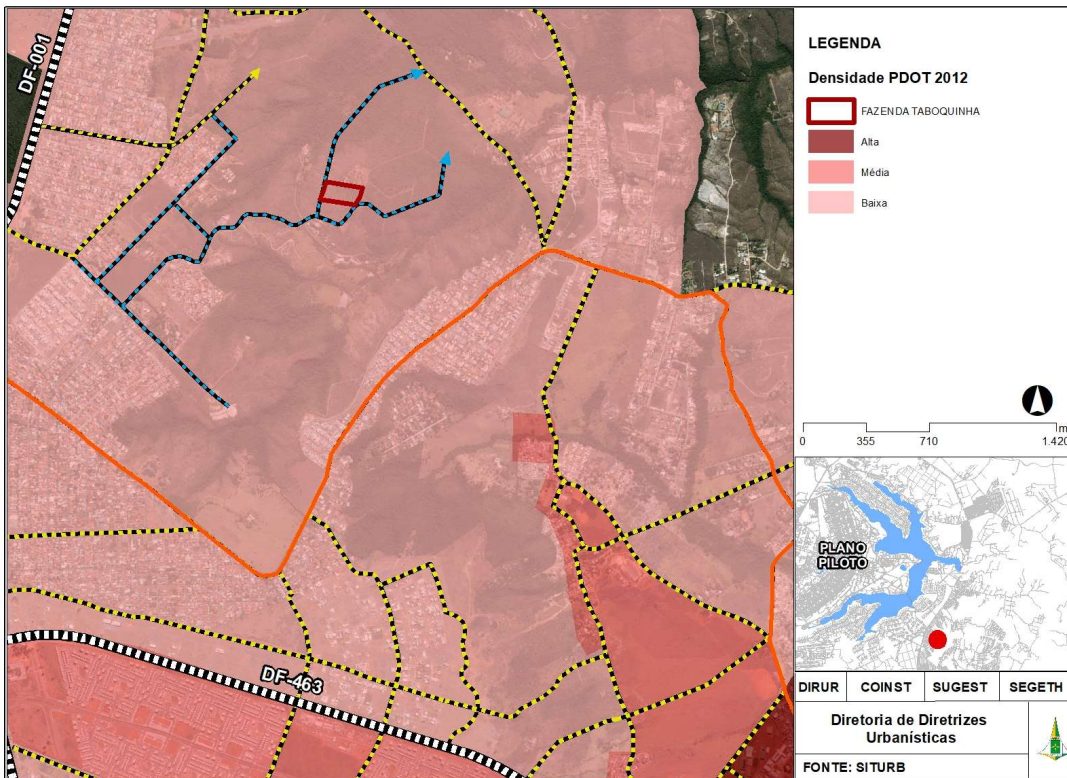 DF-001
DF-463
LEGENDA
Densidade PDOT 2012
FAZENDA TABOQUINHA
Alta
Média
Baixa
m
0 355 710 1.420
PLANO
PILOTO
DIRUR COINST SUGEST SEGETH
Diretoria de Diretrizes
Urbanísticas
FONTE: SITURB